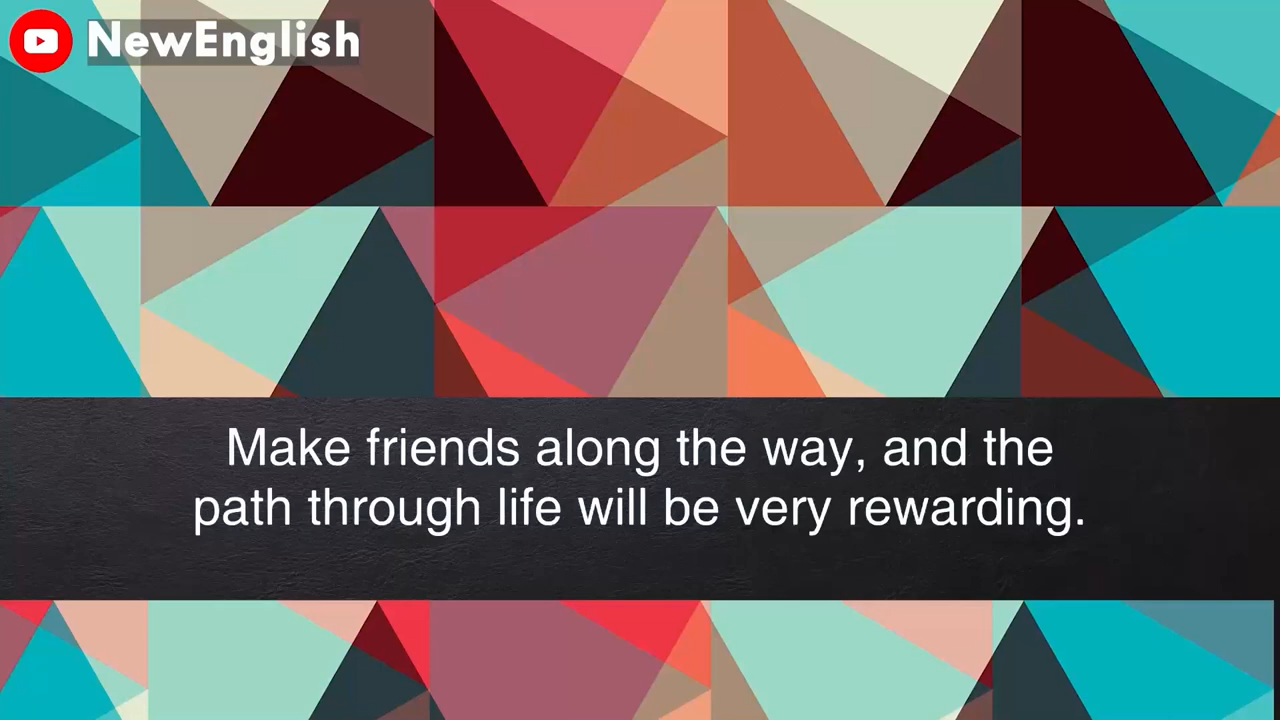 NewEnglish
Make friends along the way, and the
path through life will be very rewarding.